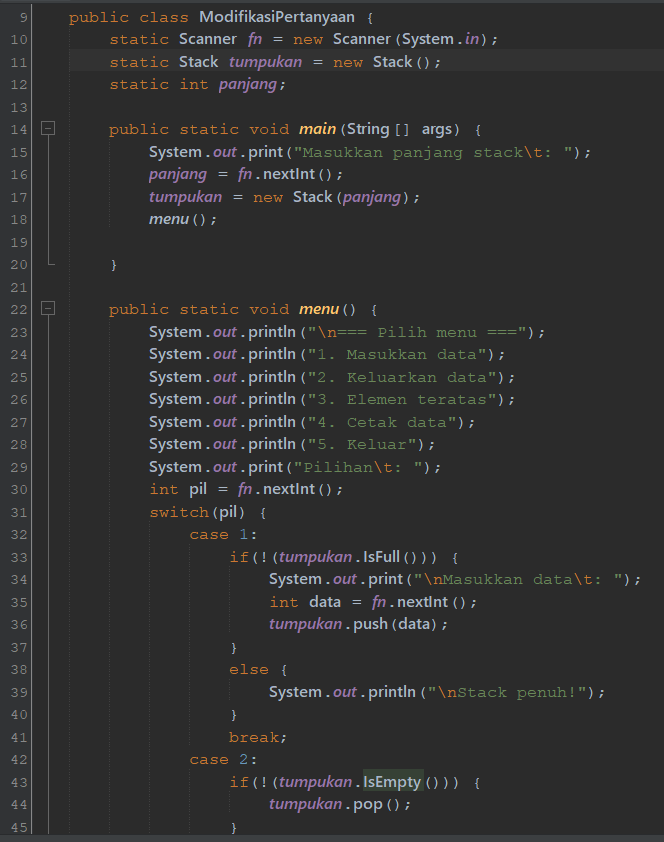 9 public class ModifikasiPertanyaan {
10 static Scanner fn = new Scanner(System.in);
11 static Stack tumpukan = new Stack();
12 static int panjang;
13
14 public static void main(String[] args) {
15 System.out.print("Masukkan panjang stack\t: ");
16 panjang = fn.nextInt();
17 tumpukan = new Stack(panjang);
18 menu();
19
20 }
21
22 public static void menu() {
23 System.out.println("\n=== Pilih menu ===");
24 System.out.println("1. Masukkan data");
25 System.out.println("2. Keluarkan data");
26 System.out.println("3. Elemen teratas");
27 System.out.println("4. Cetak data");
28 System.out.println("5. Keluar");
29 System.out.print("Pilihan\t: ");
30 int pil = fn.nextInt();
31 switch(pil) {
32 case 1:
33 if(!(tumpukan.IsFull())) {
34 System.out.print("\nMasukkan data\t: ");
35 int data = fn.nextInt();
36 tumpukan.push(data);
37 }
38 else {
39 System.out.println("\nStack penuh!");
40 }
41 break;
42 case 2:
43 if(!(tumpukan.IsEmpty())) {
44 tumpukan.pop();
45 }